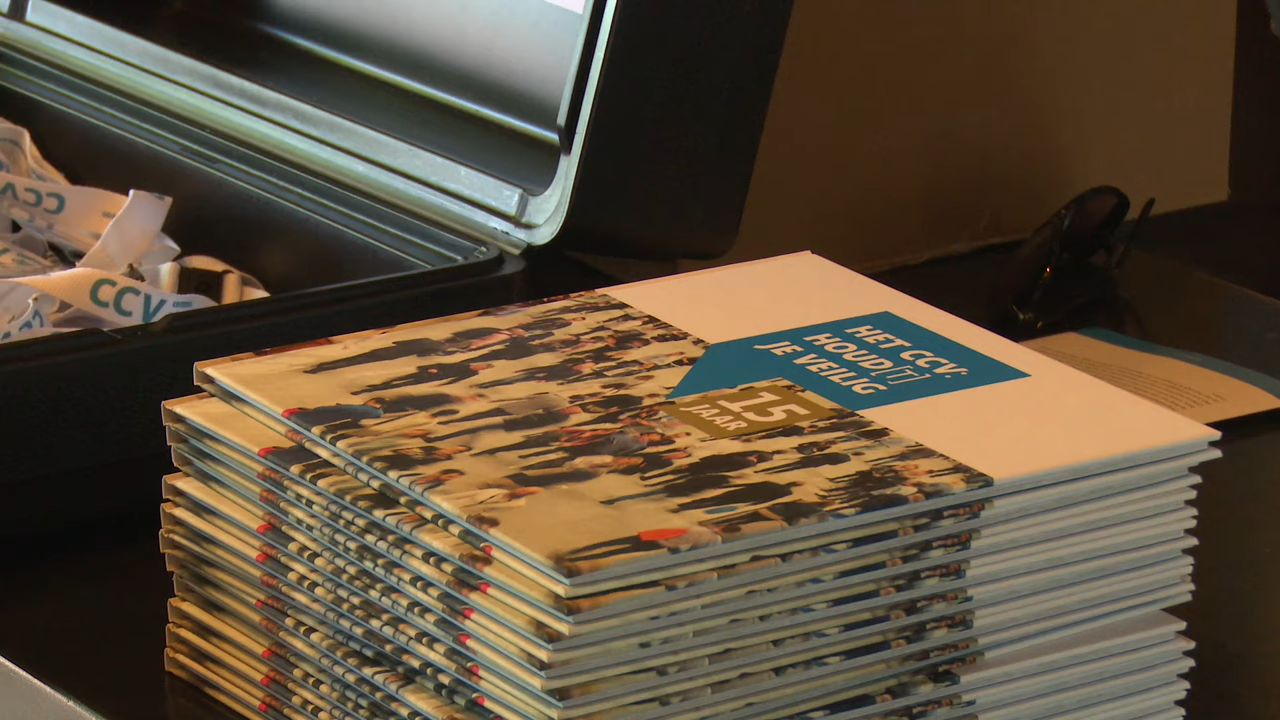 HET CCV:
HOUD[T]
JE VEILIG
15
JAAR
CCV
CCV